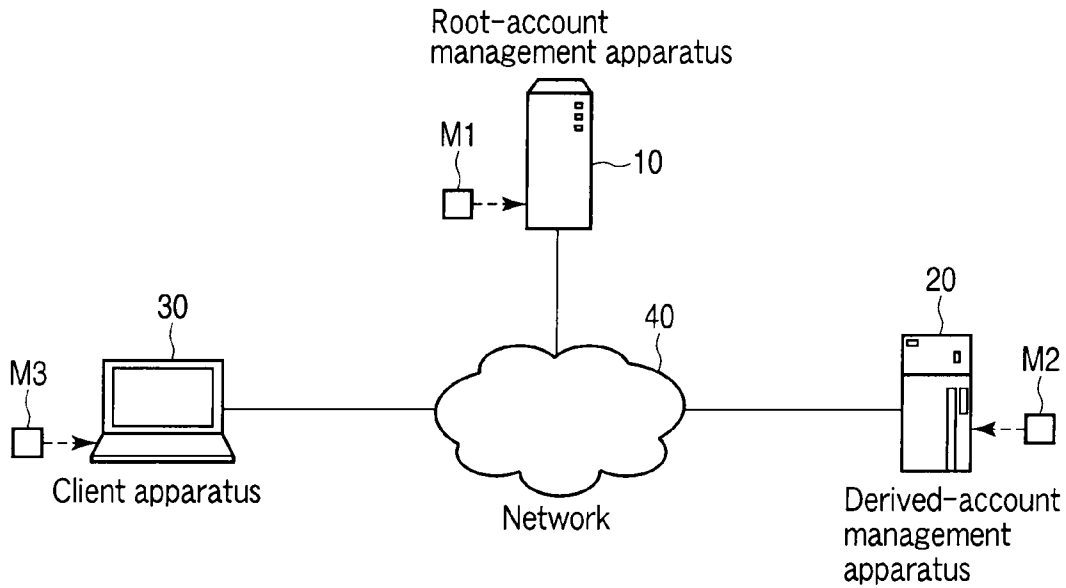 Root-account
management apparatus
M1
10
30
40
20
M3
M2
Client apparatus
Network
Derived-account
management
apparatus